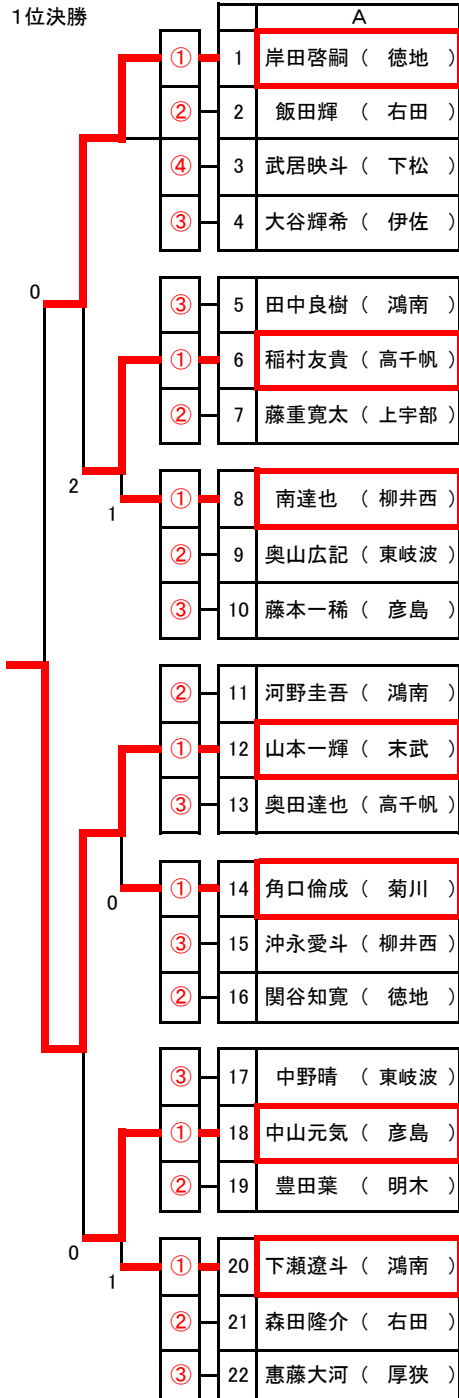 1位決勝
A
① 1 岸田啓嗣 ( 徳地 )
② 2 飯田輝 ( 右田 )
④ 3 武居映斗 ( 下松 )
③ 4 大谷輝希 ( 伊佐 )
0
③ 5 田中良樹 ( 鴻南 )
① 6 稲村友貴 ( 高千帆 )
② 7 藤重寛太 ( 上宇部 )
2
① 8 南達也 ( 柳井西 )
1
② 9 奥山広記 ( 東岐波 )
③ 10 藤本一稀 ( 彦島 )
② 11 河野圭吾 ( 鴻南 )
① 12 山本一輝 ( 末武 )
③ 13 奥田達也 ( 高千帆 )
① 14 角口倫成 ( 菊川 )
0
③ 15 沖永愛斗 ( 柳井西 )
② 16 関谷知寛 ( 徳地 )
③ 17 中野晴 ( 東岐波 )
① 18 中山元気 ( 彦島 )
② 19 豊田葉 ( 明木 )
0
① 20 下瀬遼斗 ( 鴻南 )
1
② 21 森田隆介 ( 右田 )
③ 22 惠藤大河 ( 厚狭 )